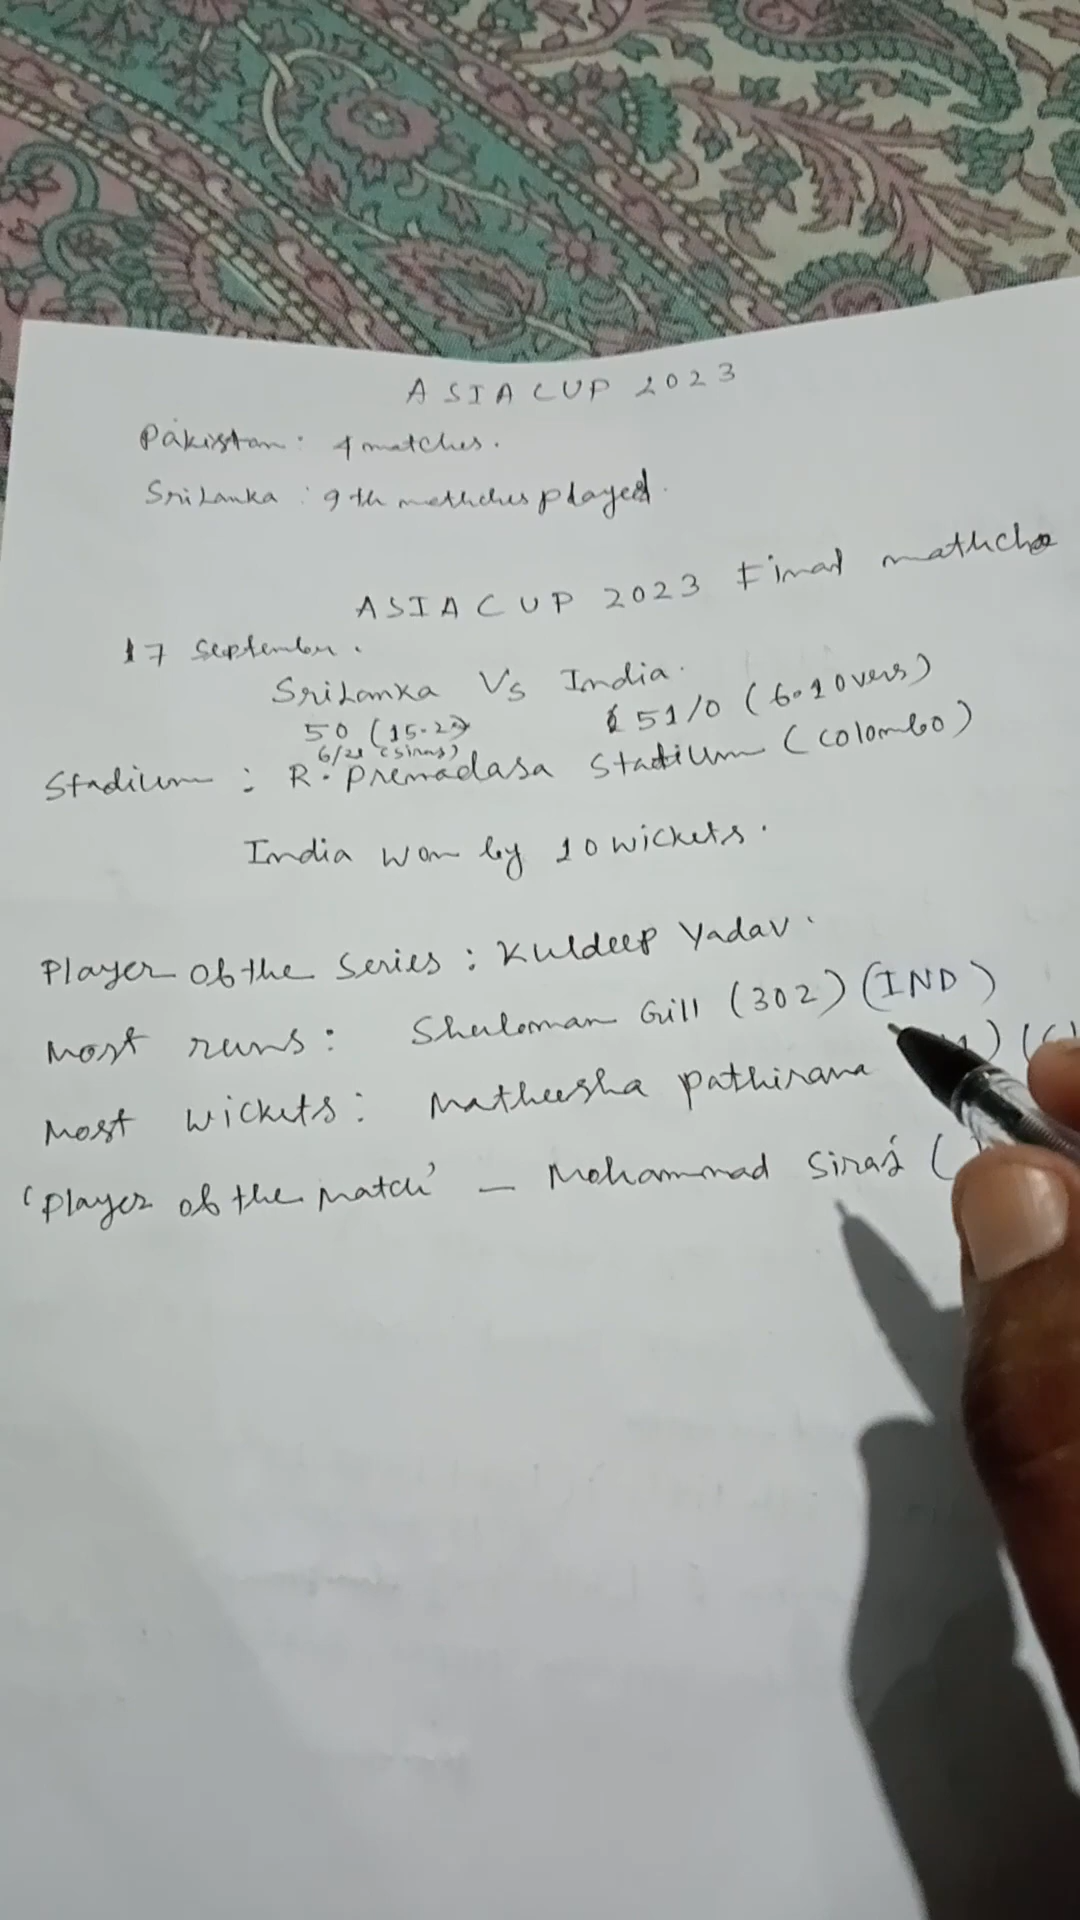 ASIA CUP 2023
Pakistan: 4 matches.
SriLanka : 9th mathches played.
ASIA CUP 2023 Final mathche
17 September.
SriLanka Vs India.
50 (15.2) 51/0 (6.1 overs)
6/21 (siraj)
Stadium : R. Premadasa Stadium (Colombo)
India won by 10 wickets.
Player of the Series : Kuldeep Yadav.
Most runs : Shubman Gill (302) (IND)
Most wickets : Matheesha pathirana
'Player of the Match' – Mohammad Siraj (